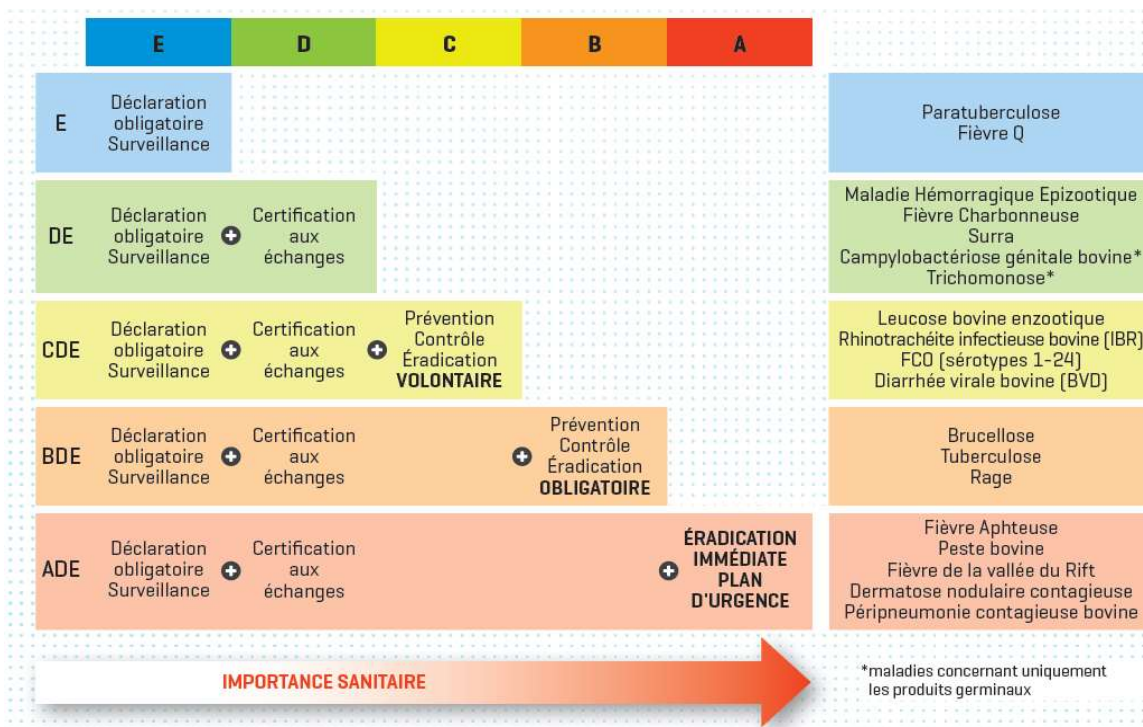 E D C B A
E
Déclaration
obligatoire
Surveillance
Paratuberculose
Fièvre Q
DE
Déclaration
obligatoire
Surveillance
+
Certification
aux
échanges
Maladie Hémorragique Epizootique
Fièvre Charbonneuse
Surra
Campylobactériose génitale bovine*
Trichomonose*
CDE
Déclaration
obligatoire
Surveillance
+
Certification
aux
échanges
+
Prévention
Contrôle
Éradication
VOLONTAIRE
Leucose bovine enzootique
Rhinotrachéite infectieuse bovine (IBR)
FCO (sérotypes 1-24)
Diarrhée virale bovine (BVD)
BDE
Déclaration
obligatoire
Surveillance
+
Certification
aux
échanges
+
Prévention
Contrôle
Éradication
OBLIGATOIRE
Brucellose
Tuberculose
Rage
ADE
Déclaration
obligatoire
Surveillance
+
Certification
aux
échanges
+
ÉRADICATION
IMMÉDIATE
PLAN
D'URGENCE
Fièvre Aphteuse
Peste bovine
Fièvre de la vallée du Rift
Dermatose nodulaire contagieuse
Péripneumonie contagieuse bovine
IMPORTANCE SANITAIRE
*maladies concernant uniquement
les produits germinaux